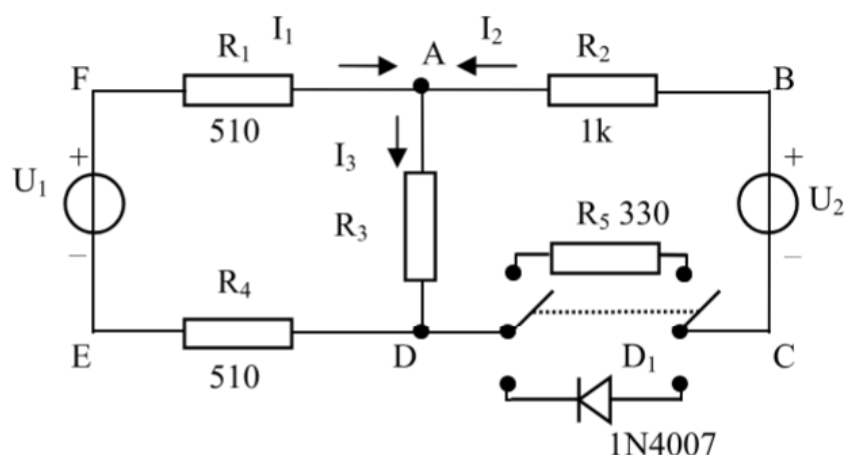 I₁
I₂
R₁
A
R₂
F
B
510
1k
+
+
I₃
U₁
U₂
R₃
R₅ 330
−
−
R₄
E
D
D₁
C
510
1N4007